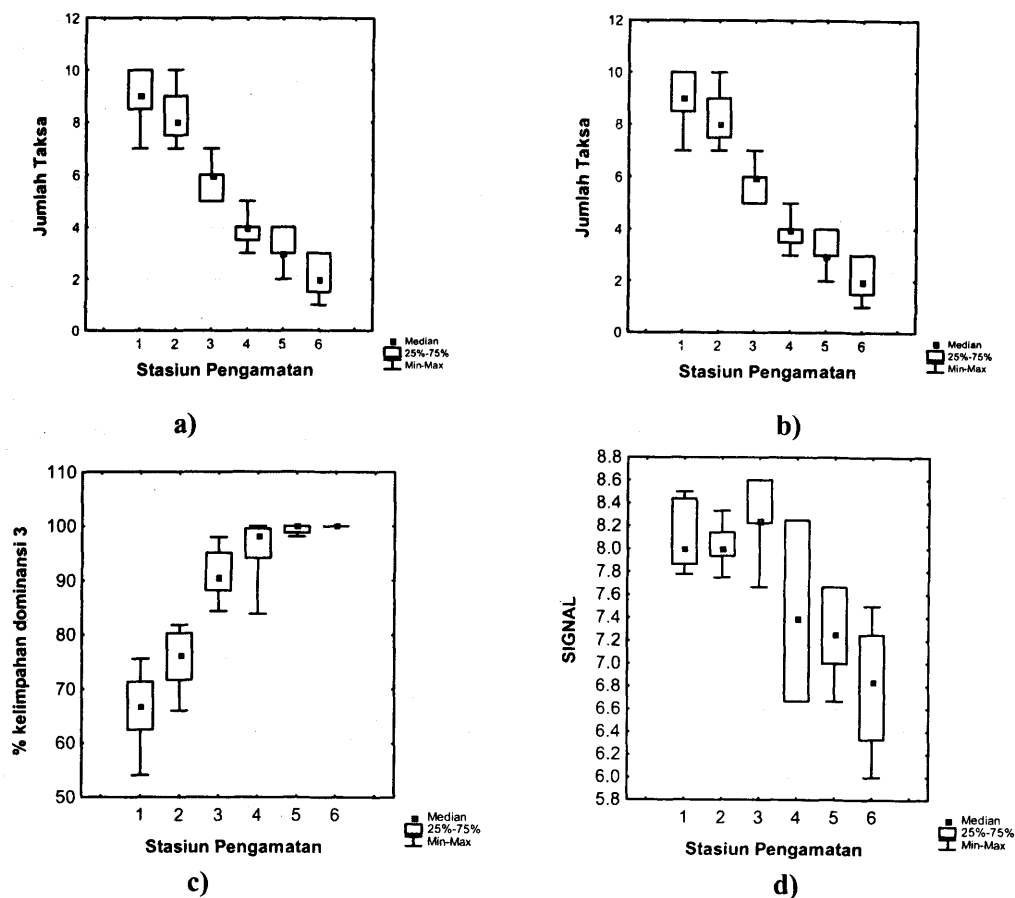 12
10
8
6
4
2
0
Jumlah Taksa
1 2 3 4 5 6
Stasiun Pengamatan
Median
25%-75%
Min-Max
a)
12
10
8
6
4
2
0
Jumlah Taksa
1 2 3 4 5 6
Stasiun Pengamatan
Median
25%-75%
Min-Max
b)
110
100
90
80
70
60
50
% kelimpahan dominansi 3
1 2 3 4 5 6
Stasiun Pengamatan
Median
25%-75%
Min-Max
c)
8.8
8.6
8.4
8.2
8.0
7.8
7.6
7.4
7.2
7.0
6.8
6.6
6.4
6.2
6.0
5.8
SIGNAL
1 2 3 4 5 6
Stasiun Pengamatan
Median
25%-75%
Min-Max
d)